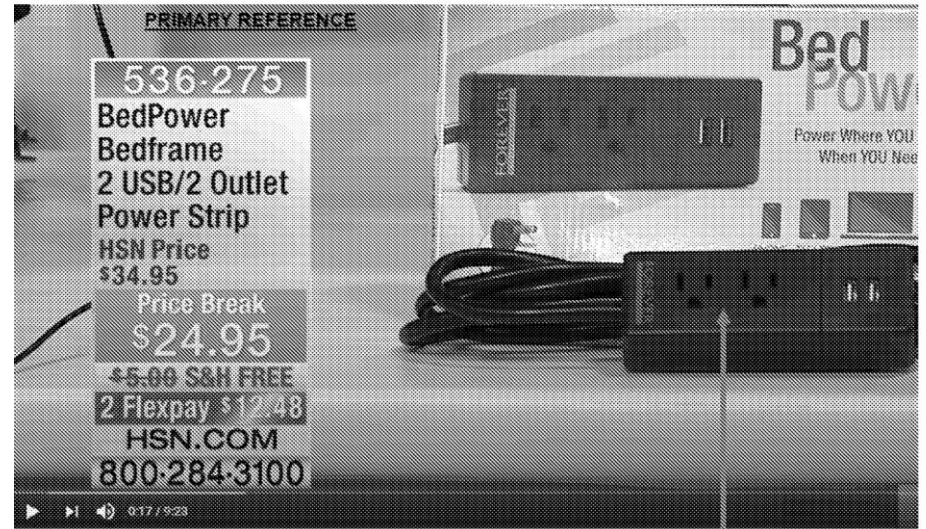 PRIMARY REFERENCE
536-275
BedPower
Bedframe
2 USB/2 Outlet
Power Strip
HSN Price
$34.95
Price Break
$24.95
$5.00 S&H FREE
2 Flexpay $12.48
HSN.COM
800-284-3100
Bed
Pow
Power Where YOU
When YOU Nee
FOREVER
0:17 / 9:23